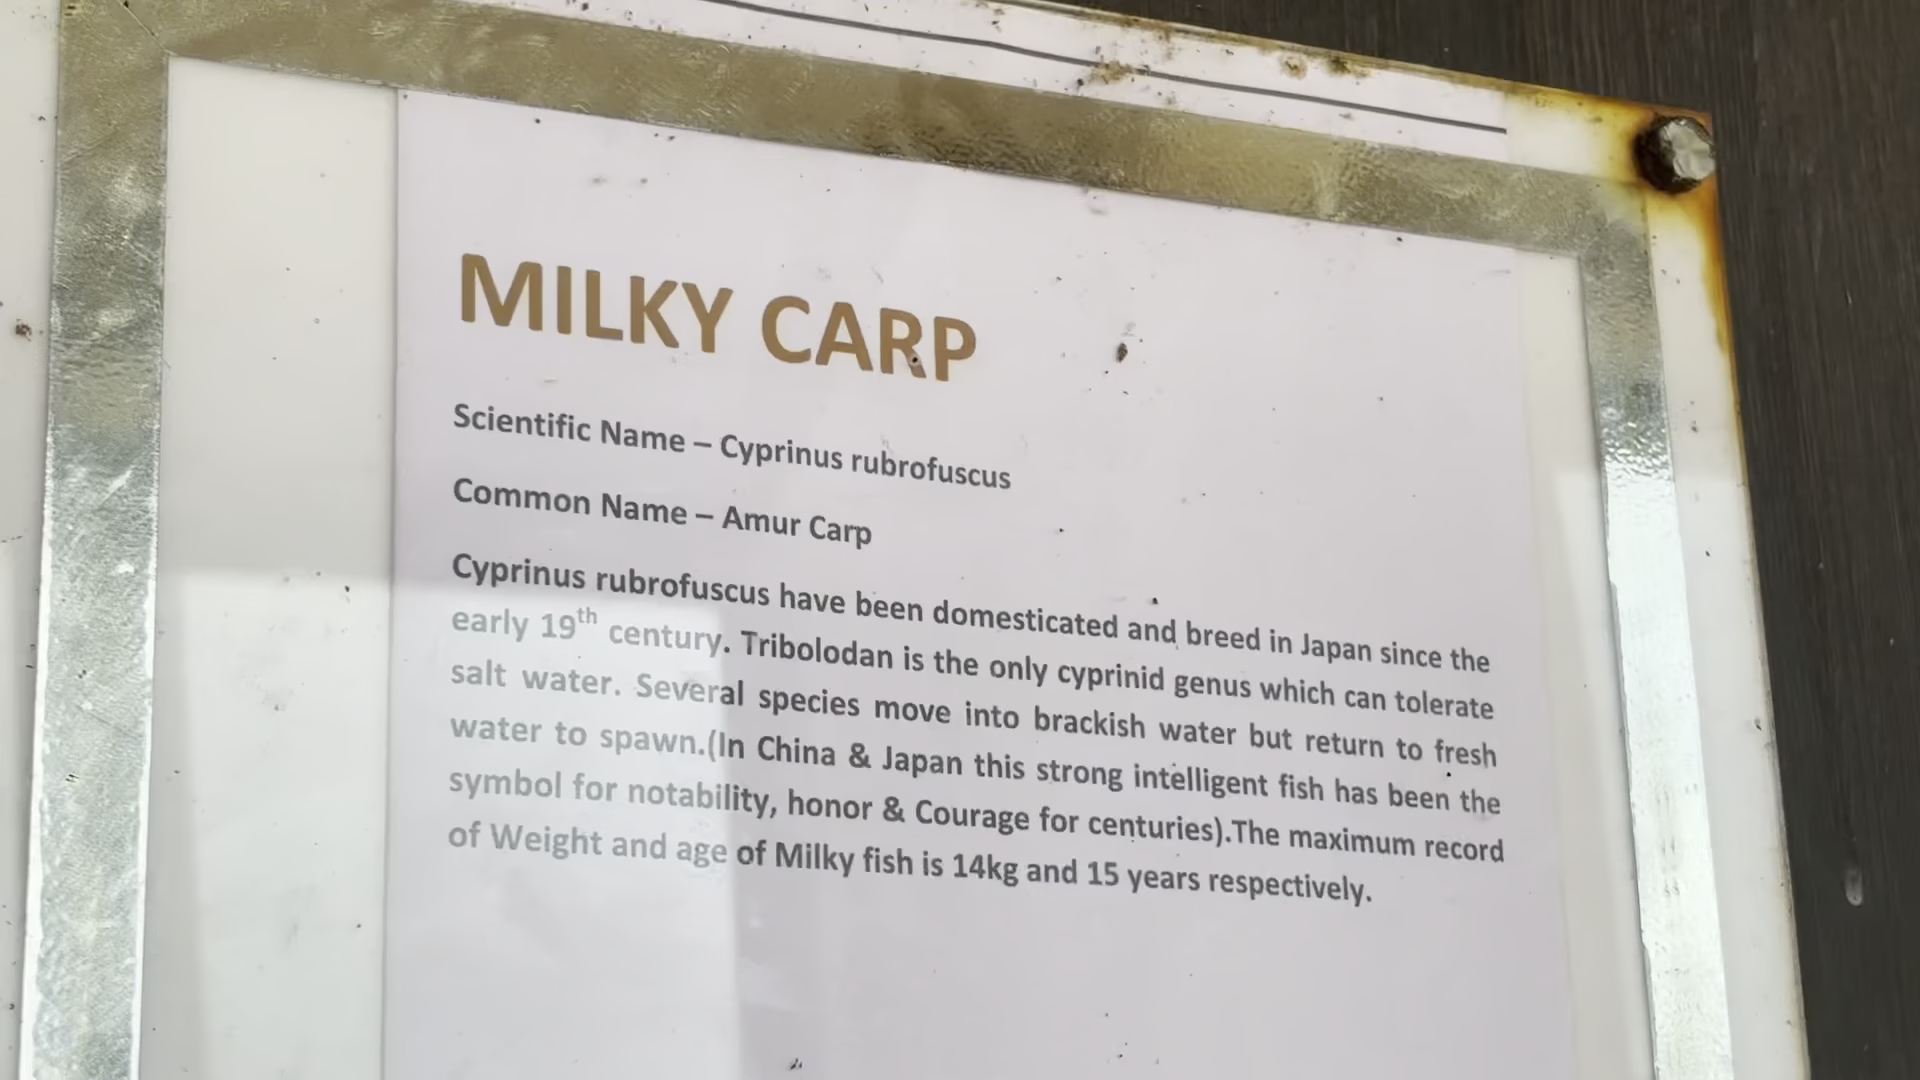 MILKY CARP
Scientific Name – Cyprinus rubrofuscus
Common Name – Amur Carp
Cyprinus rubrofuscus have been domesticated and breed in Japan since the
early 19th century. Tribolodan is the only cyprinid genus which can tolerate
salt water. Several species move into brackish water but return to fresh
water to spawn.(In China & Japan this strong intelligent fish has been the
symbol for notability, honor & Courage for centuries).The maximum record
of Weight and age of Milky fish is 14kg and 15 years respectively.